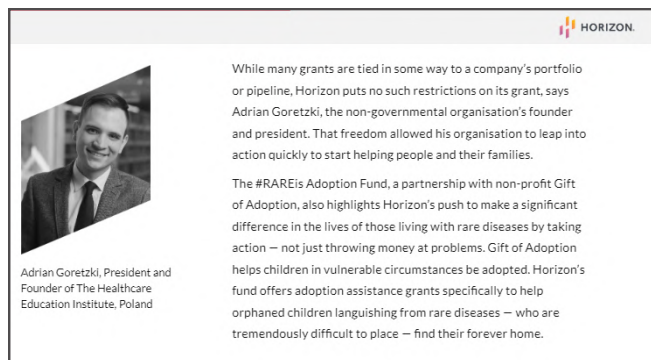 HORIZON.
While many grants are tied in some way to a company's portfolio
or pipeline, Horizon puts no such restrictions on its grant, says
Adrian Goretzki, the non-governmental organisation's founder
and president. That freedom allowed his organisation to leap into
action quickly to start helping people and their families.
The #RAREis Adoption Fund, a partnership with non-profit Gift
of Adoption, also highlights Horizon's push to make a significant
difference in the lives of those living with rare diseases by taking
action — not just throwing money at problems. Gift of Adoption
helps children in vulnerable circumstances be adopted. Horizon's
fund offers adoption assistance grants specifically to help
orphaned children languishing from rare diseases — who are
tremendously difficult to place — find their forever home.
Adrian Goretzki, President and
Founder of The Healthcare
Education Institute, Poland